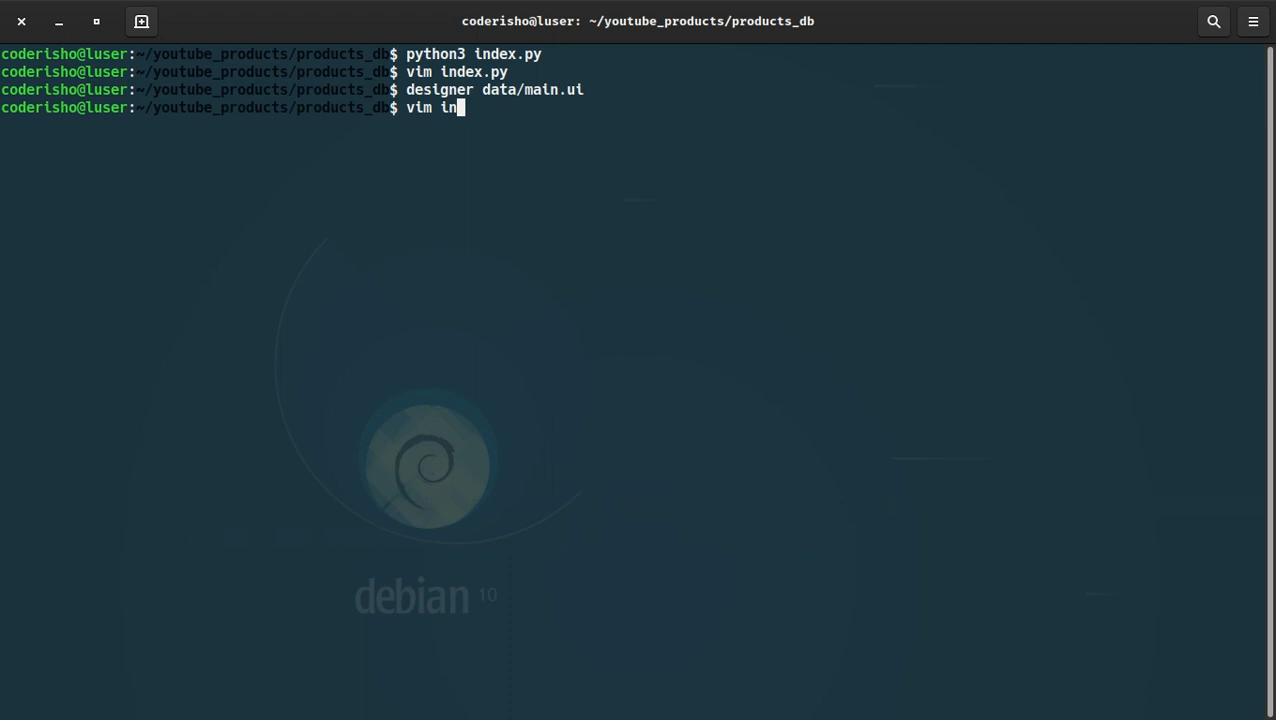 coderisho@luser: ~/youtube_products/products_db
coderisho@luser:~/youtube_products/products_db$ python3 index.py
coderisho@luser:~/youtube_products/products_db$ vim index.py
coderisho@luser:~/youtube_products/products_db$ designer data/main.ui
coderisho@luser:~/youtube_products/products_db$ vim in
debian 10